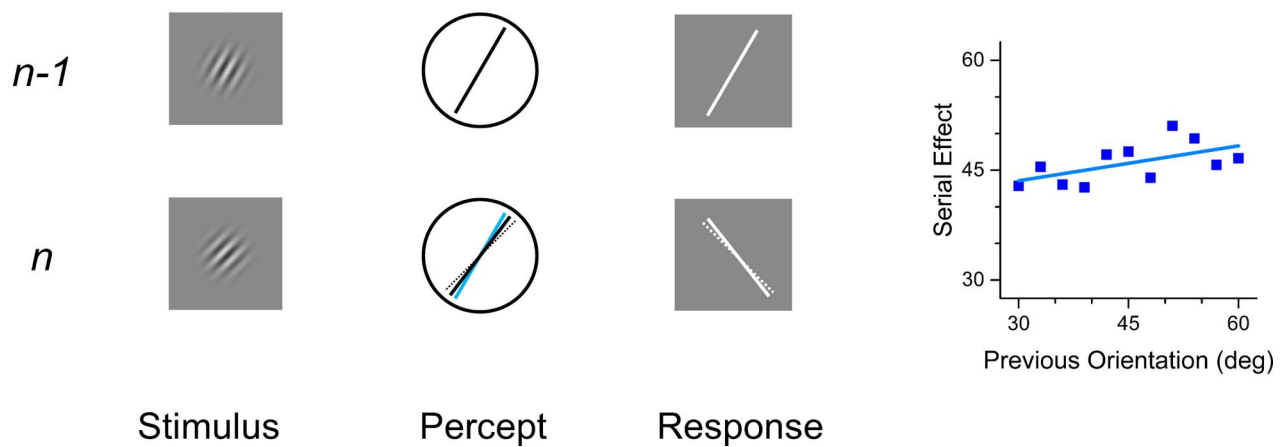 n-1
n
Stimulus
Percept
Response
Serial Effect
60
45
30
30 45 60
Previous Orientation (deg)